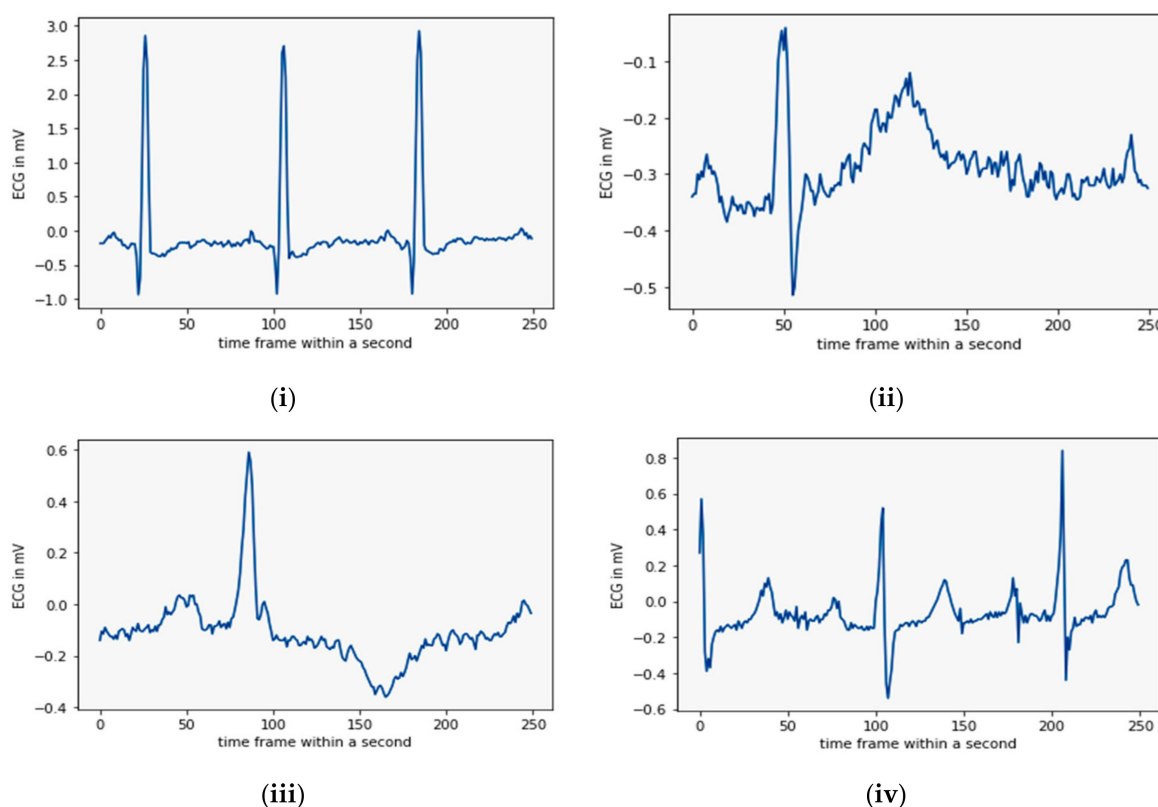 3.0
2.5
2.0
1.5
1.0
0.5
0.0
−0.5
−1.0
ECG in mV
0 50 100 150 200 250
time frame within a second
(i)
−0.1
−0.2
−0.3
−0.4
−0.5
ECG in mV
0 50 100 150 200 250
time frame within a second
(ii)
0.6
0.4
0.2
0.0
−0.2
−0.4
ECG in mV
0 50 100 150 200 250
time frame within a second
(iii)
0.8
0.6
0.4
0.2
0.0
−0.2
−0.4
−0.6
ECG in mV
0 50 100 150 200 250
time frame within a second
(iv)